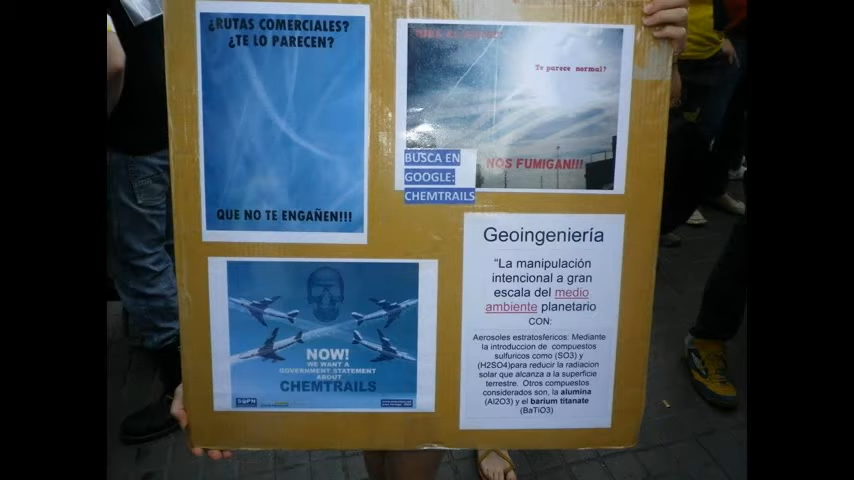 ¿RUTAS COMERCIALES?
¿TE LO PARECEN?
QUE NO TE ENGAÑEN!!!
Te parece normal?
NOS FUMIGAN!!!
BUSCA EN
GOOGLE:
CHEMTRAILS
NOW!
WE WANT A
GOVERNMENT STATEMENT
ABOUT
CHEMTRAILS
Geoingeniería
"La manipulación
intencional a gran
escala del medio
ambiente planetario
CON:
Aerosoles estratosfericos: Mediante
la introduccion de compuestos
sulfuricos como (SO3) y
(H2SO4)para reducir la radiacion
solar que alcanza a la superficie
terrestre. Otros compuestos
considerados son, la alumina
(Al2O3) y el barium titanate
(BaTiO3)